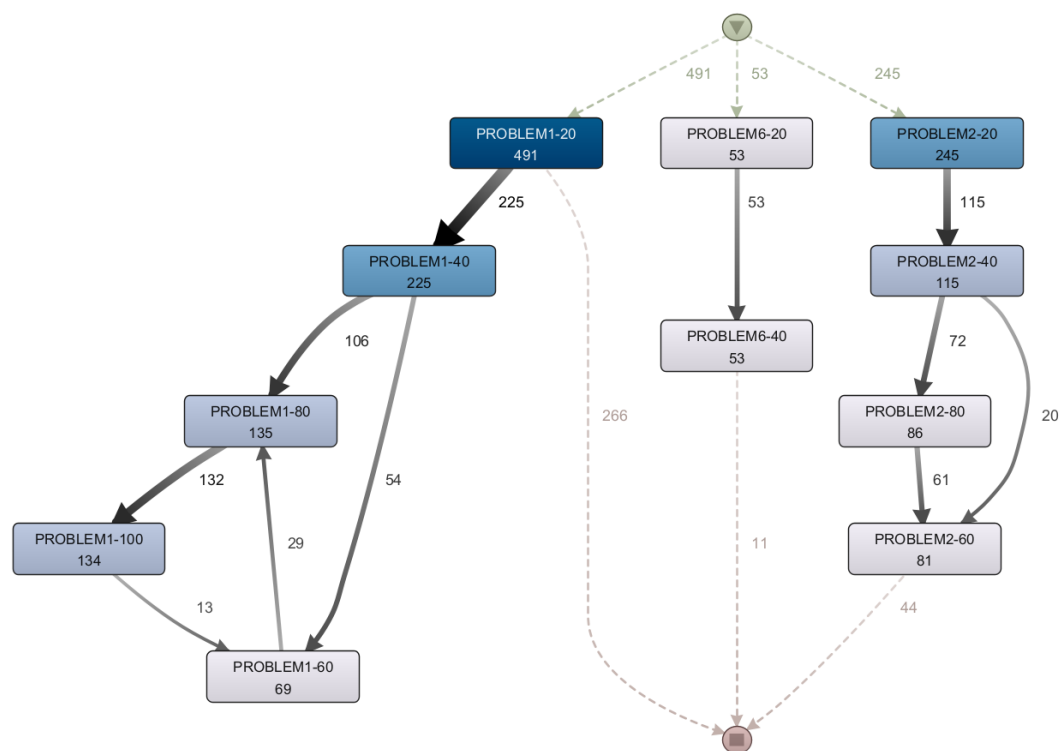 491
53
245
PROBLEM1-20
491
PROBLEM6-20
53
PROBLEM2-20
245
225
53
115
PROBLEM1-40
225
PROBLEM2-40
115
106
72
PROBLEM6-40
53
PROBLEM1-80
135
266
PROBLEM2-80
86
20
132
54
61
PROBLEM1-100
134
29
11
PROBLEM2-60
81
13
44
PROBLEM1-60
69